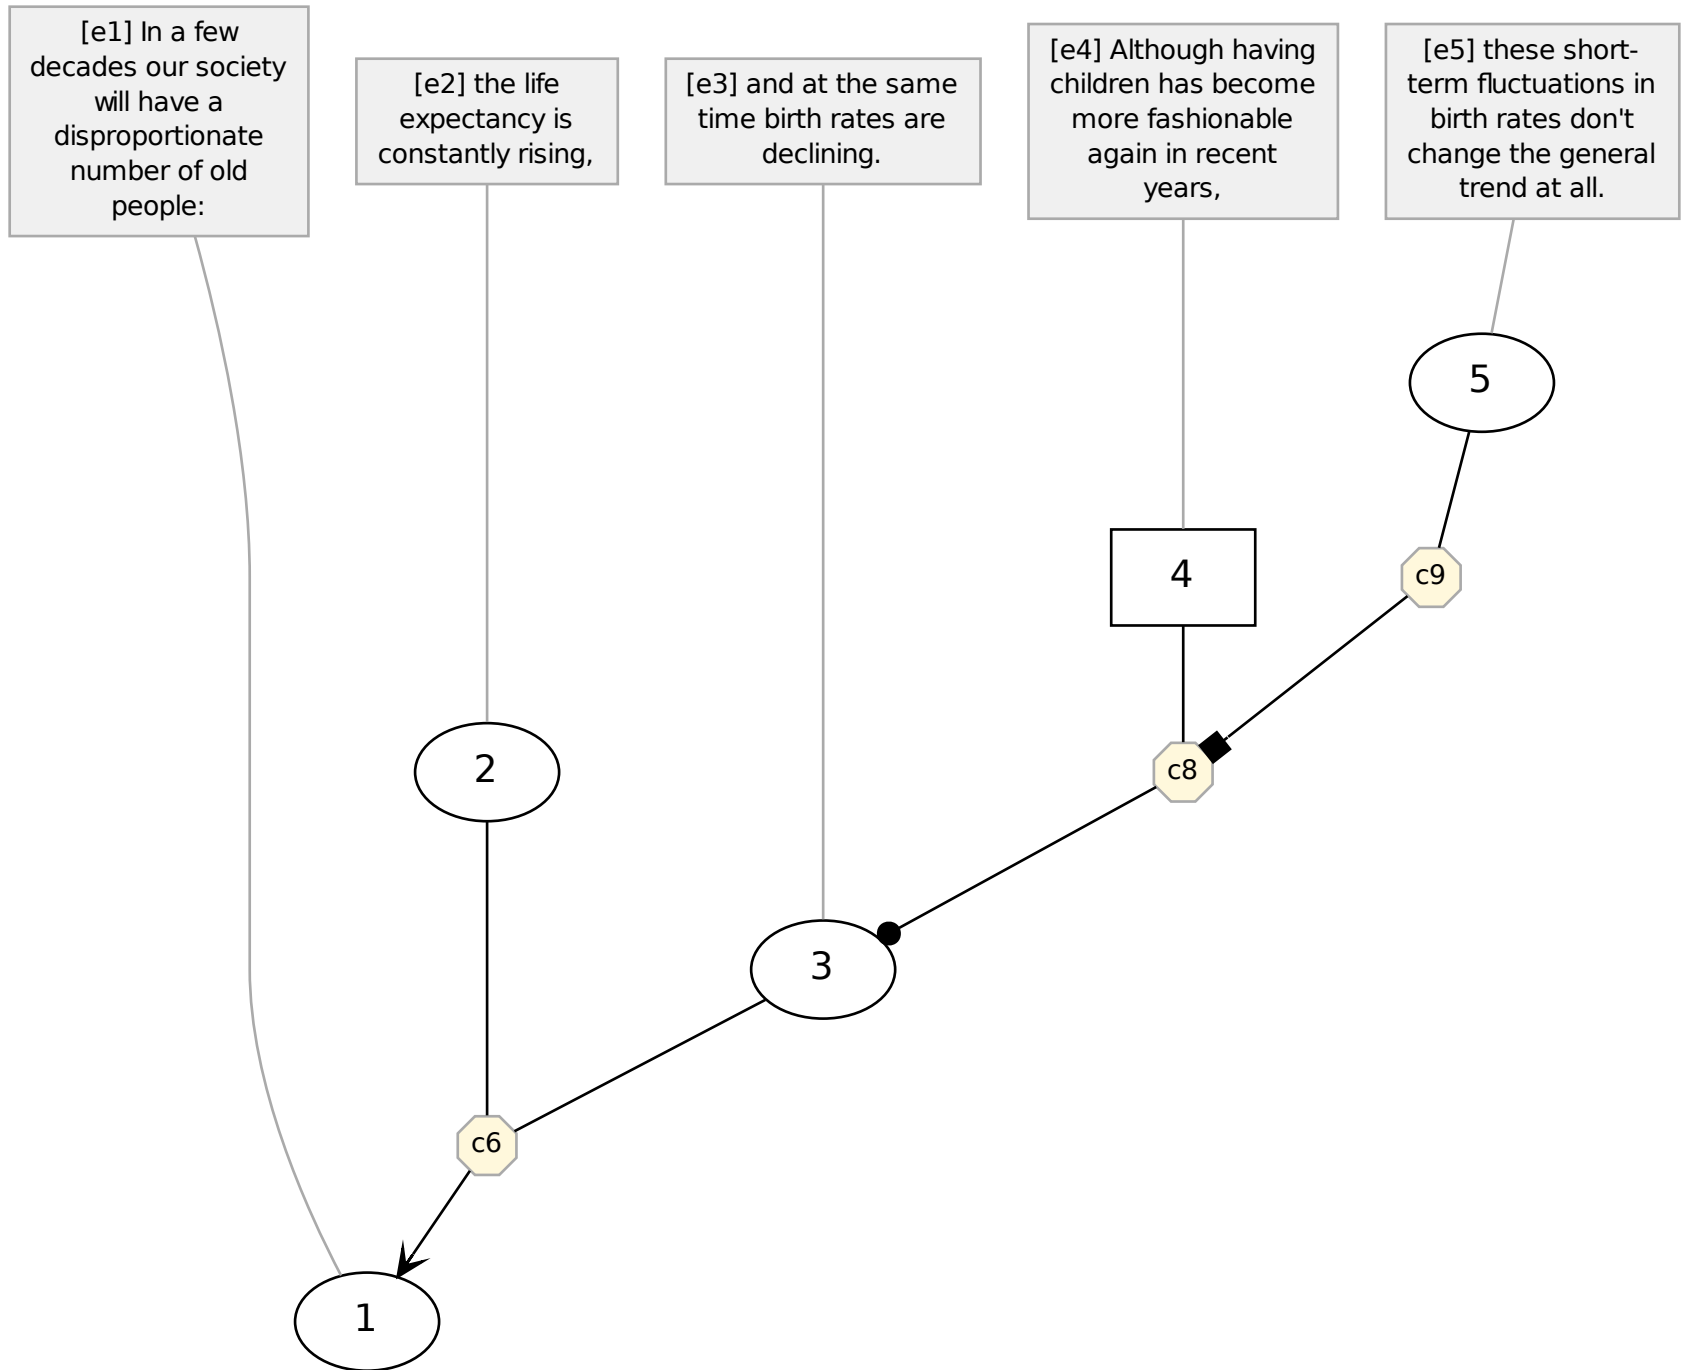 [e1] In a few
decades our society
will have a
disproportionate
number of old
people:
[e2] the life
expectancy is
constantly rising,
[e3] and at the same
time birth rates are
declining.
[e4] Although having
children has become
more fashionable
again in recent
years,
[e5] these short-
term fluctuations in
birth rates don't
change the general
trend at all.
5
4
c9
2
c8
3
c6
1